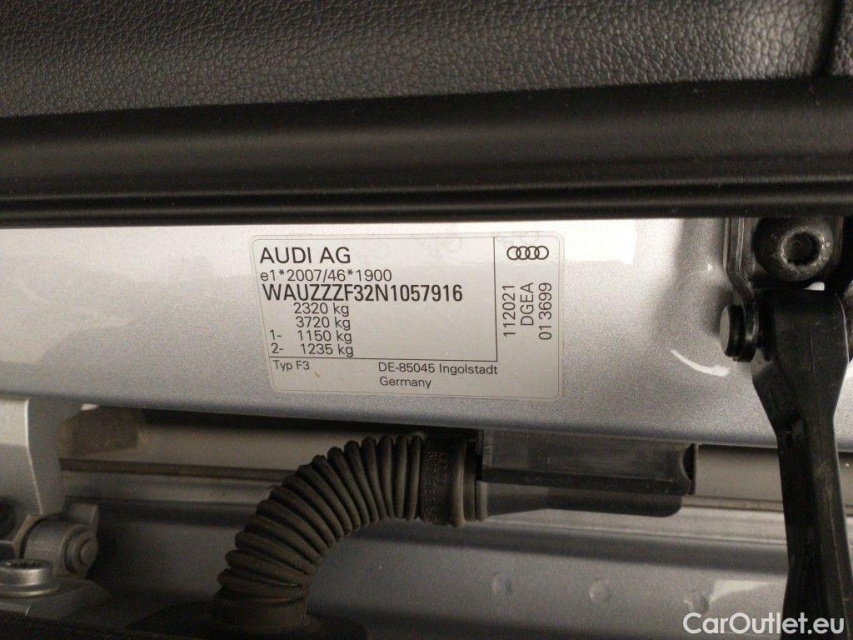 AUDI AG
e1*2007/46*1900
WAUZZZF32N1057916
2320 kg
3720 kg
1- 1150 kg
2- 1235 kg
Typ F3
DE-85045 Ingolstadt
Germany
112021
DGEA
01 3699
CarOutlet.eu